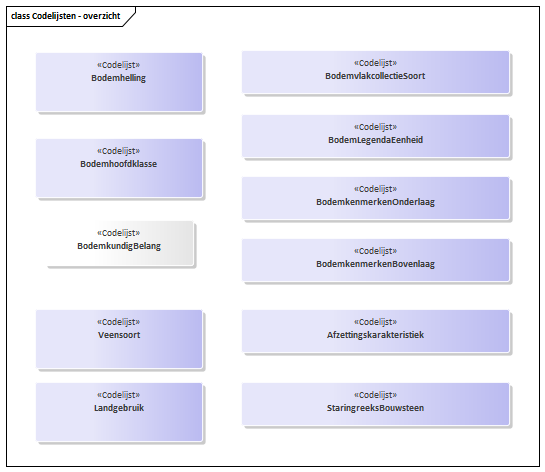 class Codelijsten - overzicht
«Codelijst»
Bodemhelling
«Codelijst»
BodemvlakcollectieSoort
«Codelijst»
BodemLegendaEenheid
«Codelijst»
Bodemhoofdklasse
«Codelijst»
BodemkenmerkenOnderlaag
«Codelijst»
BodemkundigBelang
«Codelijst»
BodemkenmerkenBovenlaag
«Codelijst»
Veensoort
«Codelijst»
Afzettingskarakteristiek
«Codelijst»
Landgebruik
«Codelijst»
StaringreeksBouwsteen